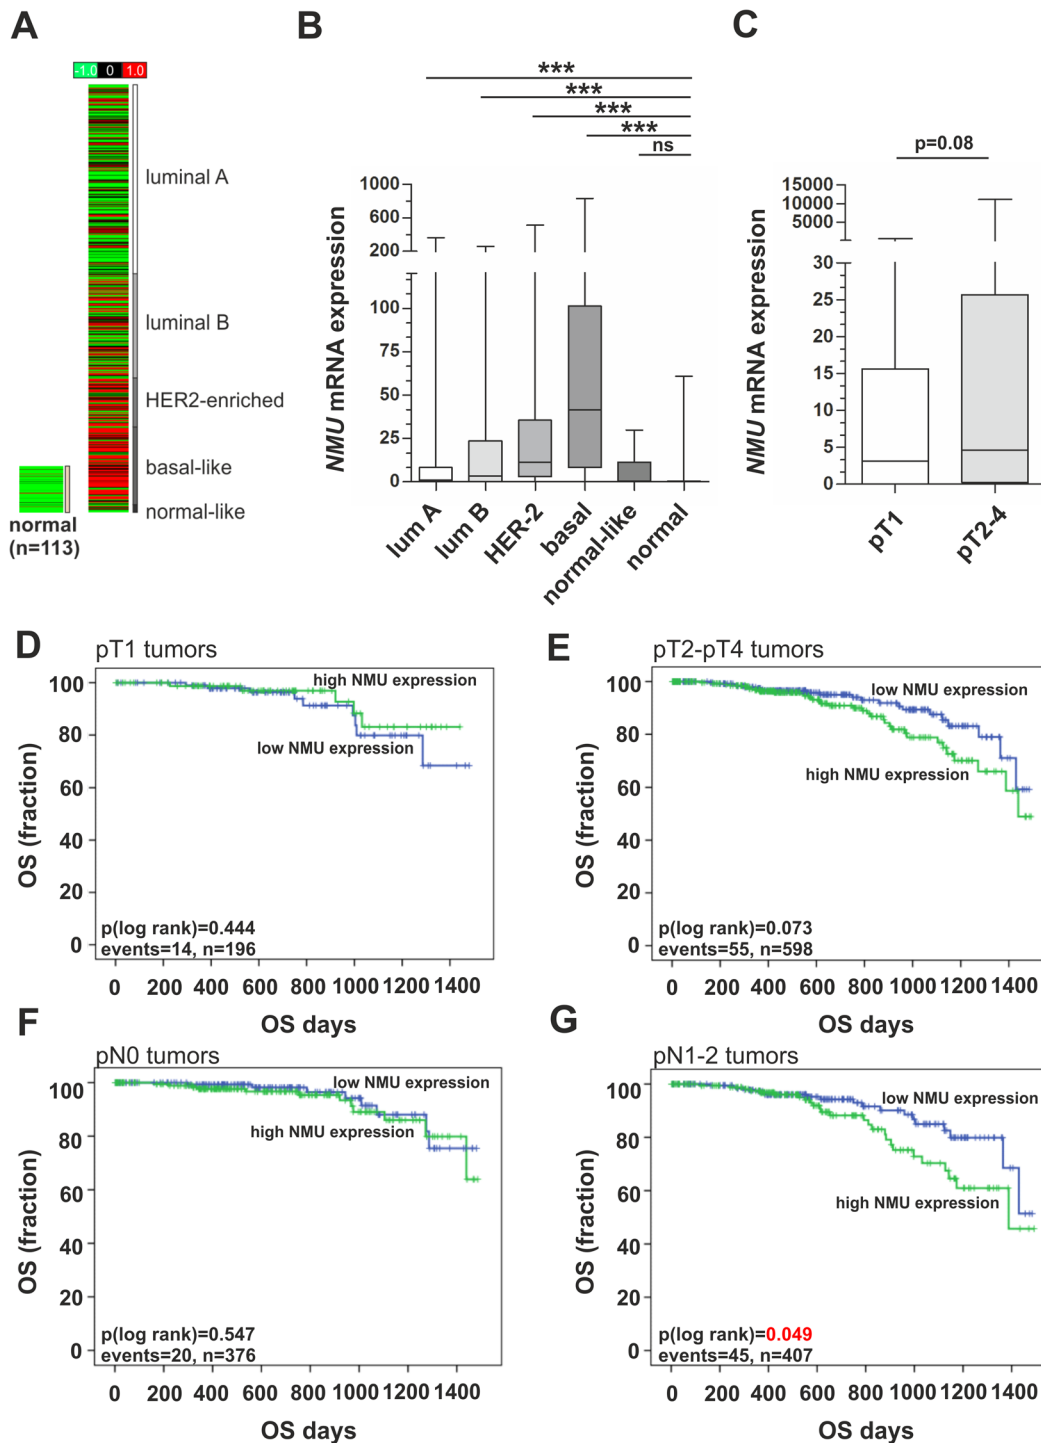 A
-1.0 0 1.0
luminal A
luminal B
HER2-enriched
basal-like
normal-like
normal
(n=113)
B
***
***
***
***
ns
NMU mRNA expression
1000
600
200
100
75
50
25
0
lum A
lum B
HER-2
basal
normal-like
normal
C
p=0.08
NMU mRNA expression
15000
10000
5000
30
25
20
15
10
5
0
pT1
pT2-4
D
pT1 tumors
high NMU expression
low NMU expression
OS (fraction)
100
80
60
40
20
0
p(log rank)=0.444
events=14, n=196
0 200 400 600 800 1000 1200 1400
OS days
E
pT2-pT4 tumors
low NMU expression
high NMU expression
OS (fraction)
100
80
60
40
20
0
p(log rank)=0.073
events=55, n=598
0 200 400 600 800 1000 1200 1400
OS days
F
pN0 tumors
low NMU expression
high NMU expression
OS (fraction)
100
80
60
40
20
0
p(log rank)=0.547
events=20, n=376
0 200 400 600 800 1000 1200 1400
OS days
G
pN1-2 tumors
low NMU expression
high NMU expression
OS (fraction)
100
80
60
40
20
0
p(log rank)=0.049
events=45, n=407
0 200 400 600 800 1000 1200 1400
OS days